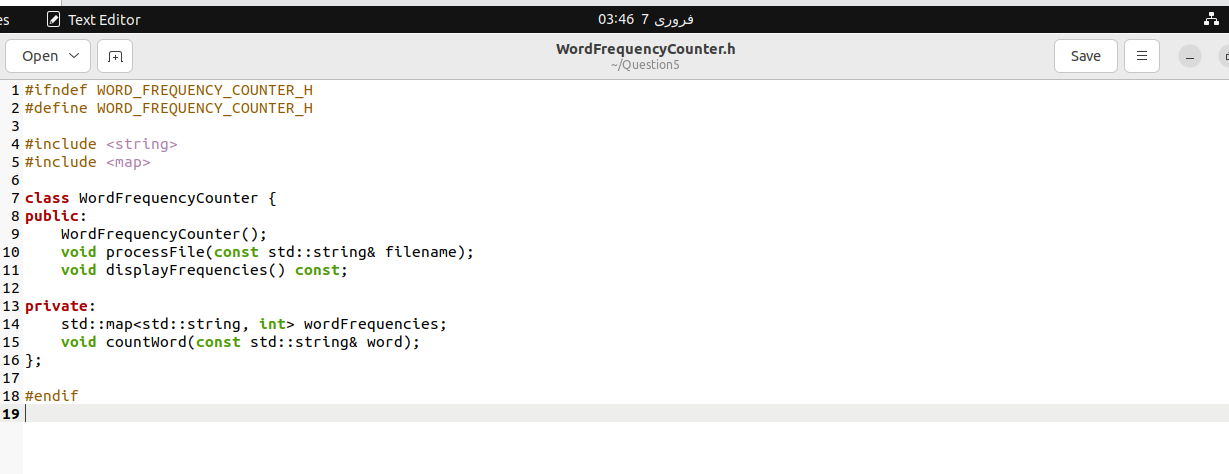 es Text Editor 03:46 7 فروری
Open WordFrequencyCounter.h Save
~/Question5
1 #ifndef WORD_FREQUENCY_COUNTER_H
2 #define WORD_FREQUENCY_COUNTER_H
3
4 #include <string>
5 #include <map>
6
7 class WordFrequencyCounter {
8 public:
9     WordFrequencyCounter();
10     void processFile(const std::string& filename);
11     void displayFrequencies() const;
12
13 private:
14     std::map<std::string, int> wordFrequencies;
15     void countWord(const std::string& word);
16 };
17
18 #endif
19